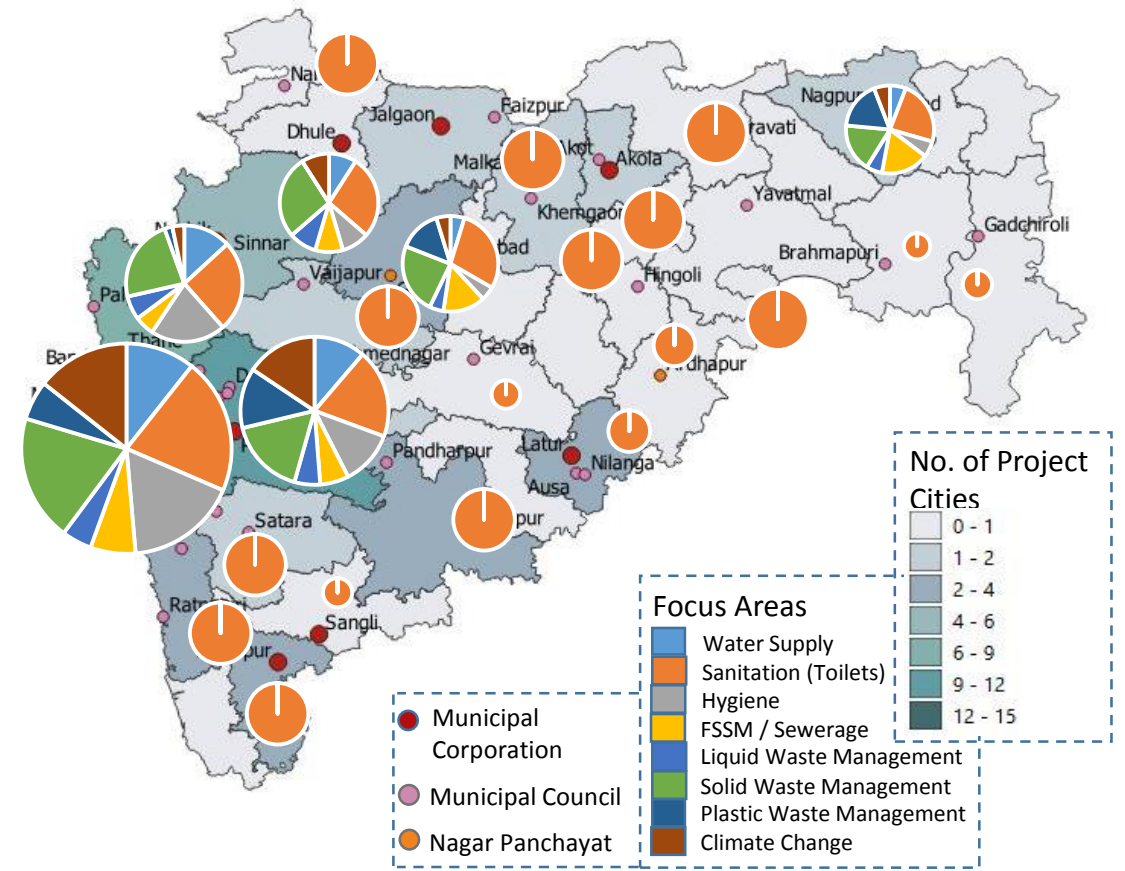 Jalgaon
Faizpur
Dhule
Akola
Yavatmal
Khemgaon
Gadchiroli
Sinnar
Brahmapuri
Vaijapur
Hingoli
Gevrai
Pandharpur
Latur
Nilanga
Ausa
Satara
Sangli
No. of Project
Cities
0 - 1
1 - 2
2 - 4
4 - 6
6 - 9
9 - 12
12 - 15
Focus Areas
Water Supply
Sanitation (Toilets)
Hygiene
FSSM / Sewerage
Liquid Waste Management
Solid Waste Management
Plastic Waste Management
Climate Change
Municipal
Corporation
Municipal Council
Nagar Panchayat